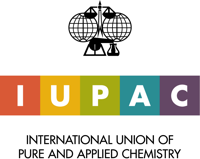 IUPAC
INTERNATIONAL UNION OF
PURE AND APPLIED CHEMISTRY